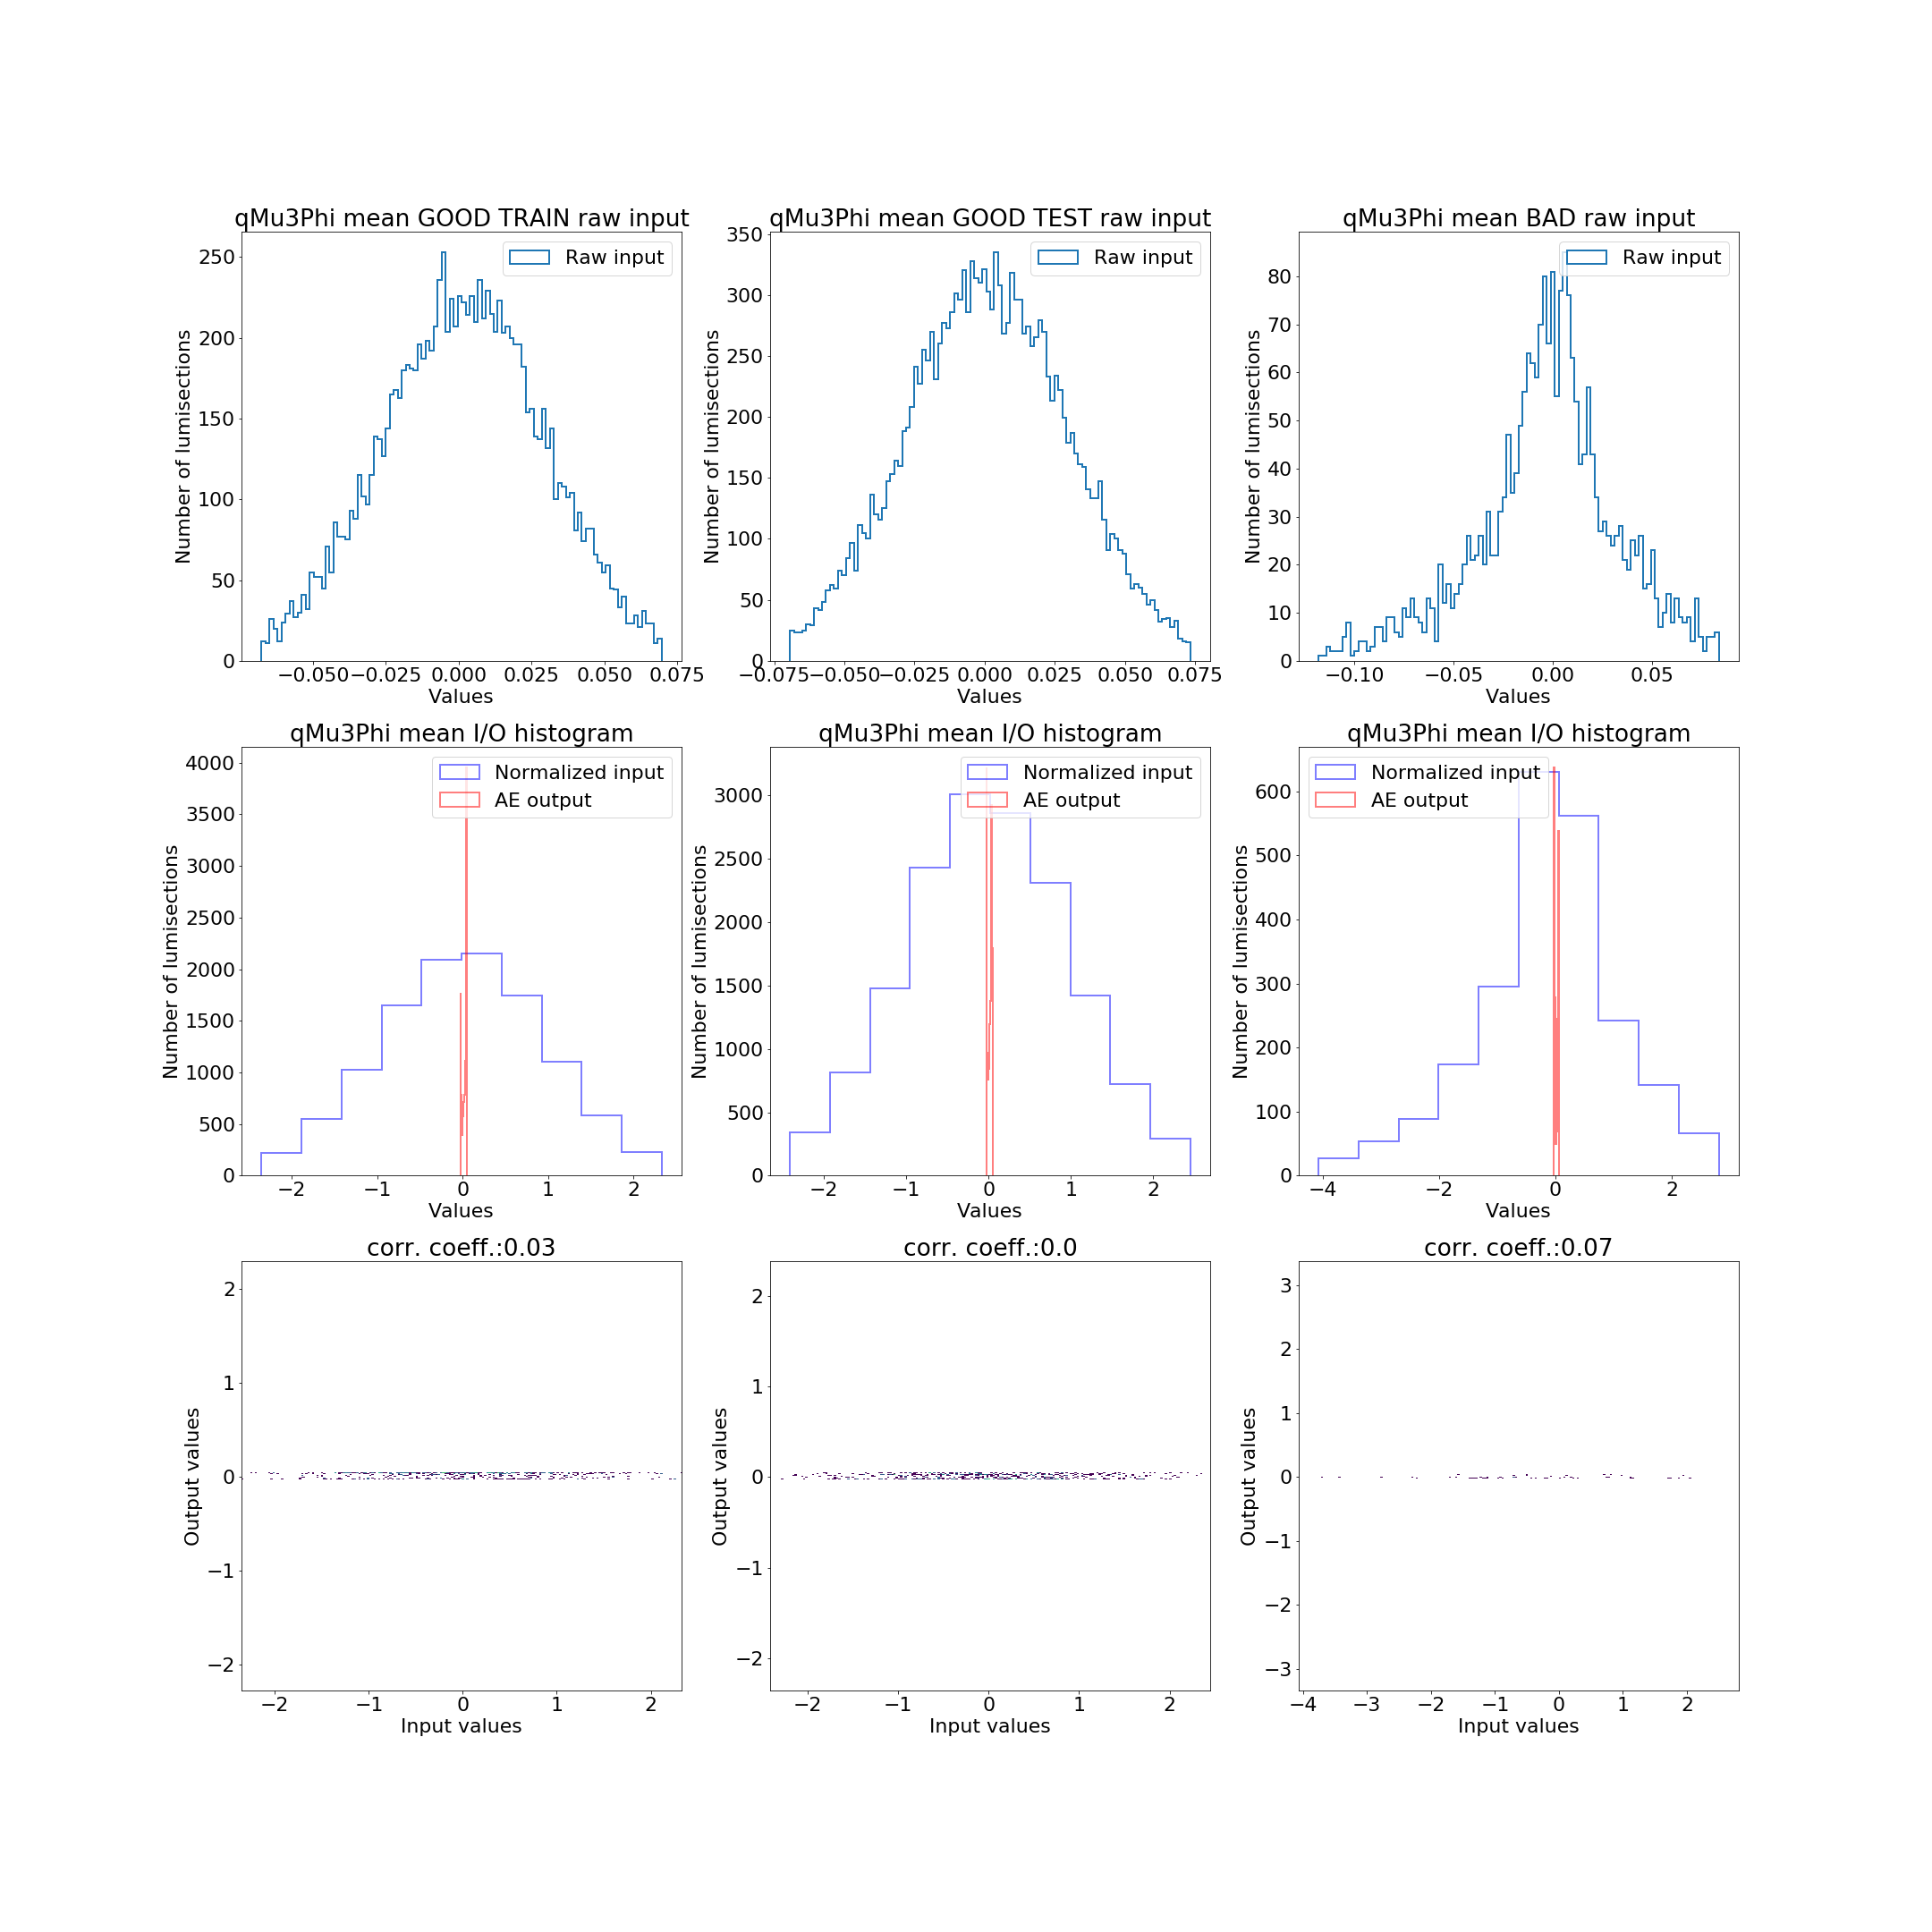 qMu3Phi mean GOOD TRAIN raw input
Number of lumisections
250
200
150
100
50
0
−0.050 −0.025 0.000 0.025 0.050 0.075
Values
Raw input
qMu3Phi mean GOOD TEST raw input
Number of lumisections
350
300
250
200
150
100
50
0
−0.075 −0.050 −0.025 0.000 0.025 0.050 0.075
Values
Raw input
qMu3Phi mean BAD raw input
Number of lumisections
80
70
60
50
40
30
20
10
0
−0.10 −0.05 0.00 0.05
Values
Raw input
qMu3Phi mean I/O histogram
Number of lumisections
4000
3500
3000
2500
2000
1500
1000
500
0
−2 −1 0 1 2
Values
Normalized input
AE output
qMu3Phi mean I/O histogram
Number of lumisections
3000
2500
2000
1500
1000
500
0
−2 −1 0 1 2
Values
Normalized input
AE output
qMu3Phi mean I/O histogram
Number of lumisections
600
500
400
300
200
100
0
−4 −2 0 2
Values
Normalized input
AE output
corr. coeff.:0.03
Output values
2
1
0
−1
−2
−2 −1 0 1 2
Input values
corr. coeff.:0.0
Output values
2
1
0
−1
−2
−2 −1 0 1 2
Input values
corr. coeff.:0.07
Output values
3
2
1
0
−1
−2
−3
−4 −3 −2 −1 0 1 2
Input values